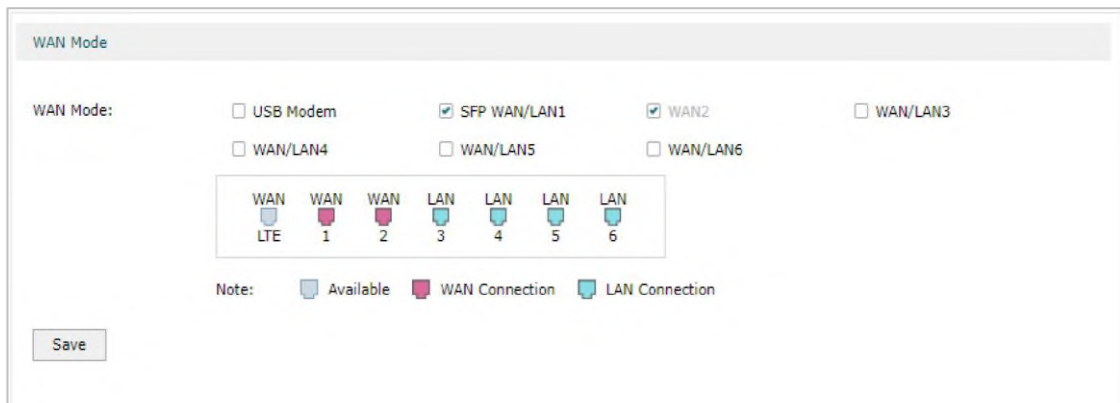 WAN Mode
WAN Mode: USB Modem SFP WAN/LAN1 WAN2 WAN/LAN3
WAN/LAN4 WAN/LAN5 WAN/LAN6
WAN WAN WAN LAN LAN LAN LAN
LTE 1 2 3 4 5 6
Note: Available WAN Connection LAN Connection
Save